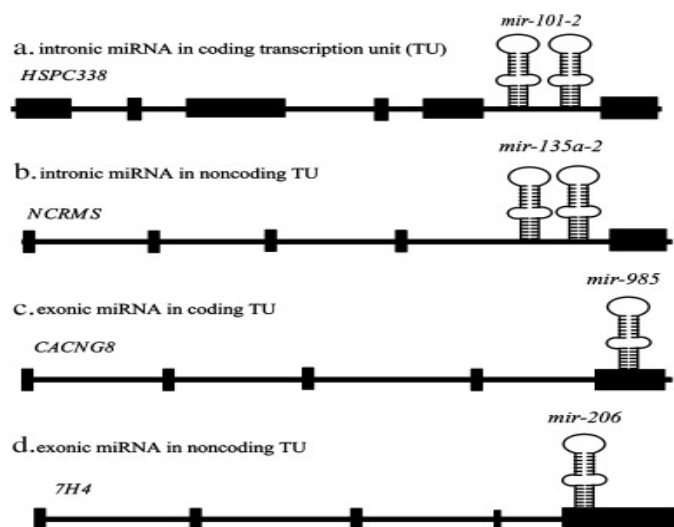 mir-101-2
a. intronic miRNA in coding transcription unit (TU)
HSPC338
mir-135a-2
b. intronic miRNA in noncoding TU
NCRMS
mir-985
c. exonic miRNA in coding TU
CACNG8
mir-206
d. exonic miRNA in noncoding TU
7H4